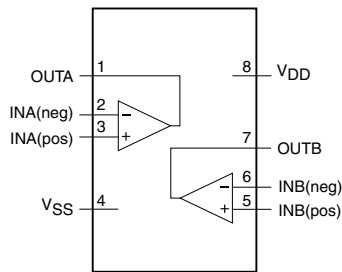 OUTA 1
INA(neg) 2 −
INA(pos) 3 +
VSS 4
8 VDD
7 OUTB
− 6 INB(neg)
+ 5 INB(pos)